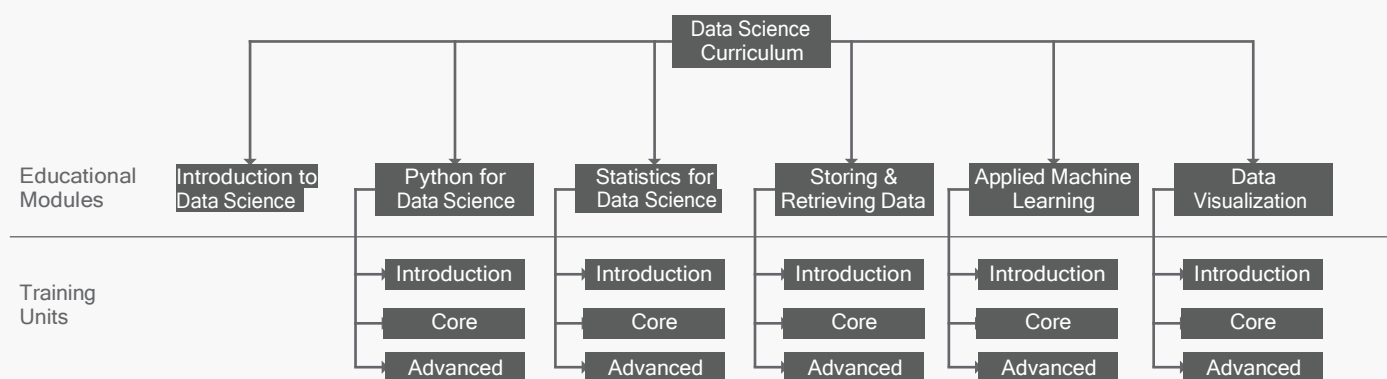 Data Science
Curriculum
Educational
Modules
Introduction to
Data Science
Python for
Data Science
Statistics for
Data Science
Storing &
Retrieving Data
Applied Machine
Learning
Data
Visualization
Training
Units
Introduction
Introduction
Introduction
Introduction
Introduction
Core
Core
Core
Core
Core
Advanced
Advanced
Advanced
Advanced
Advanced